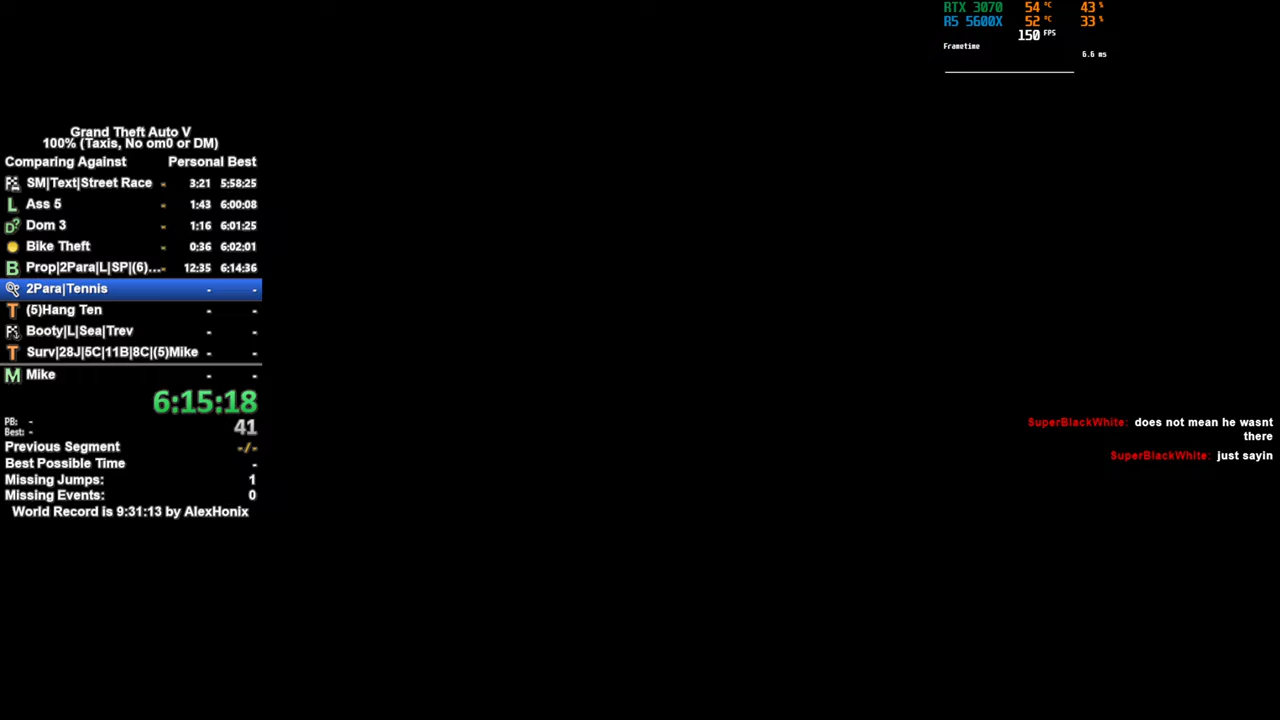 RTX 3070 54 °C 43 %
R5 5600X 52 °C 33 %
150 FPS
Frametime
6.6 ms
Grand Theft Auto V
100% (Taxis, No om0 or DM)
Comparing Against Personal Best
SM|Text|Street Race - 3:21 5:58:25
L Ass 5 - 1:43 6:00:08
D? Dom 3 - 1:16 6:01:25
Bike Theft - 0:36 6:02:01
B Prop|2Para|L|SP|(6)... - 12:35 6:14:36
2Para|Tennis - -
T (5)Hang Ten - -
Booty|L|Sea|Trev - -
T Surv|28J|5C|11B|8C|(5)Mike - -
M Mike - -
6:15:18
PB: - 41
Best: -
Previous Segment -/-
Best Possible Time -
Missing Jumps: 1
Missing Events: 0
World Record is 9:31:13 by AlexHonix
SuperBlackWhite: does not mean he wasnt
there
SuperBlackWhite: just sayin